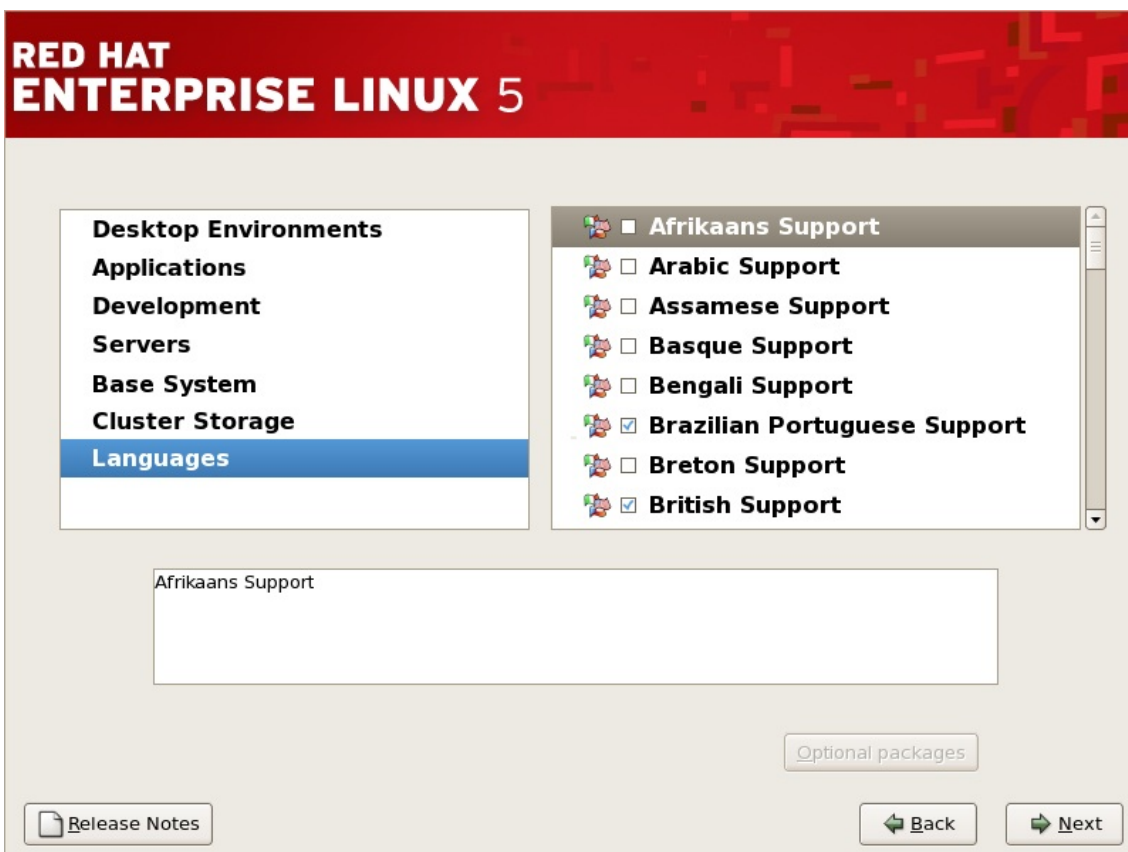 RED HAT
ENTERPRISE LINUX 5
Desktop Environments
Applications
Development
Servers
Base System
Cluster Storage
Languages
Afrikaans Support
Arabic Support
Assamese Support
Basque Support
Bengali Support
Brazilian Portuguese Support
Breton Support
British Support
Afrikaans Support
Optional packages
Release Notes
Back
Next